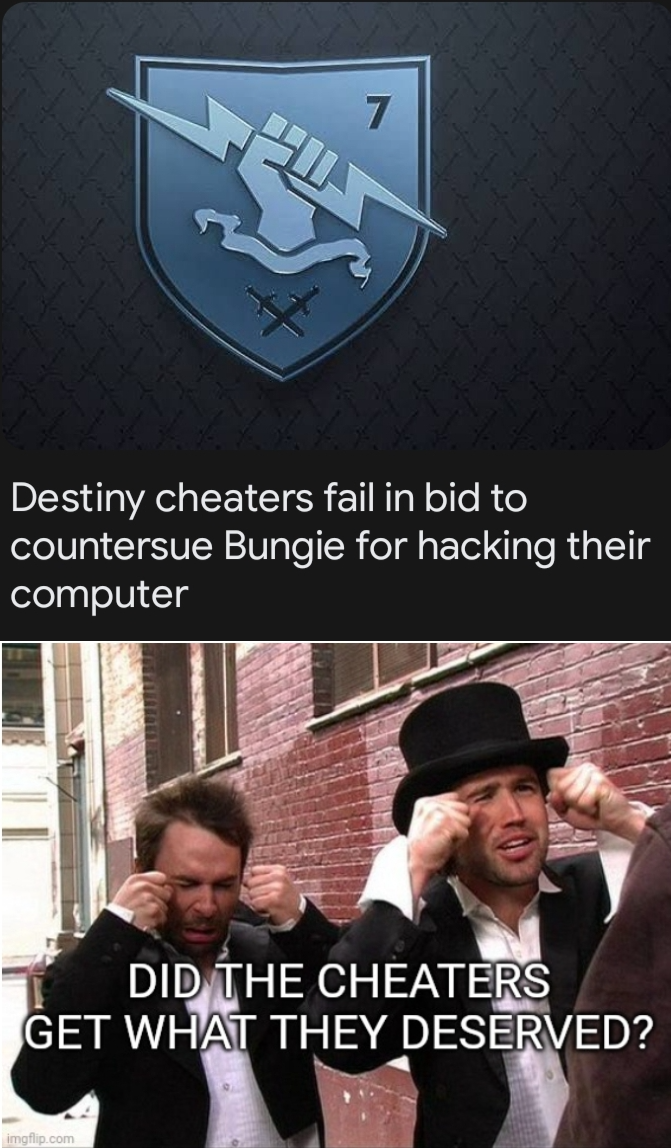 7
Destiny cheaters fail in bid to
countersue Bungie for hacking their
computer
DID THE CHEATERS
GET WHAT THEY DESERVED?
imgflip.com